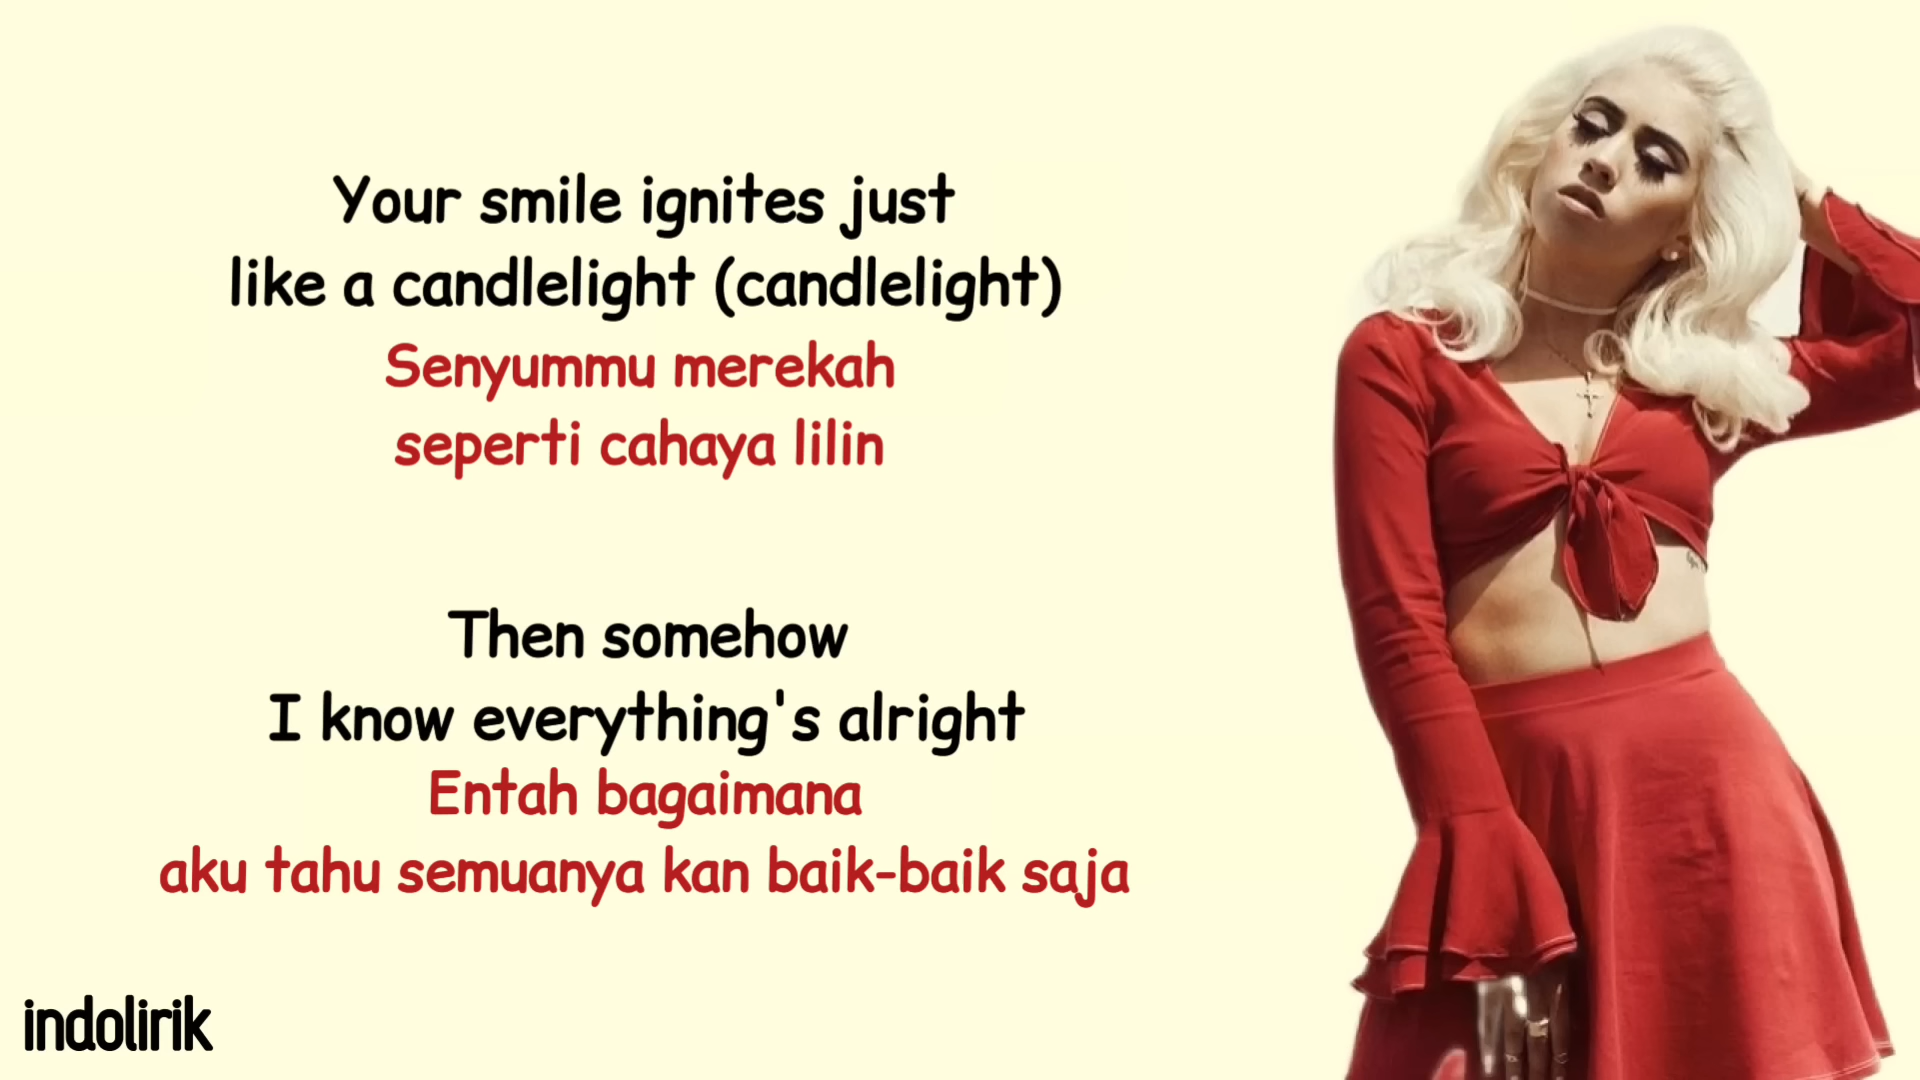 Your smile ignites just
like a candlelight (candlelight)
Senyummu merekah
seperti cahaya lilin
Then somehow
I know everything's alright
Entah bagaimana
aku tahu semuanya kan baik-baik saja
indolirik